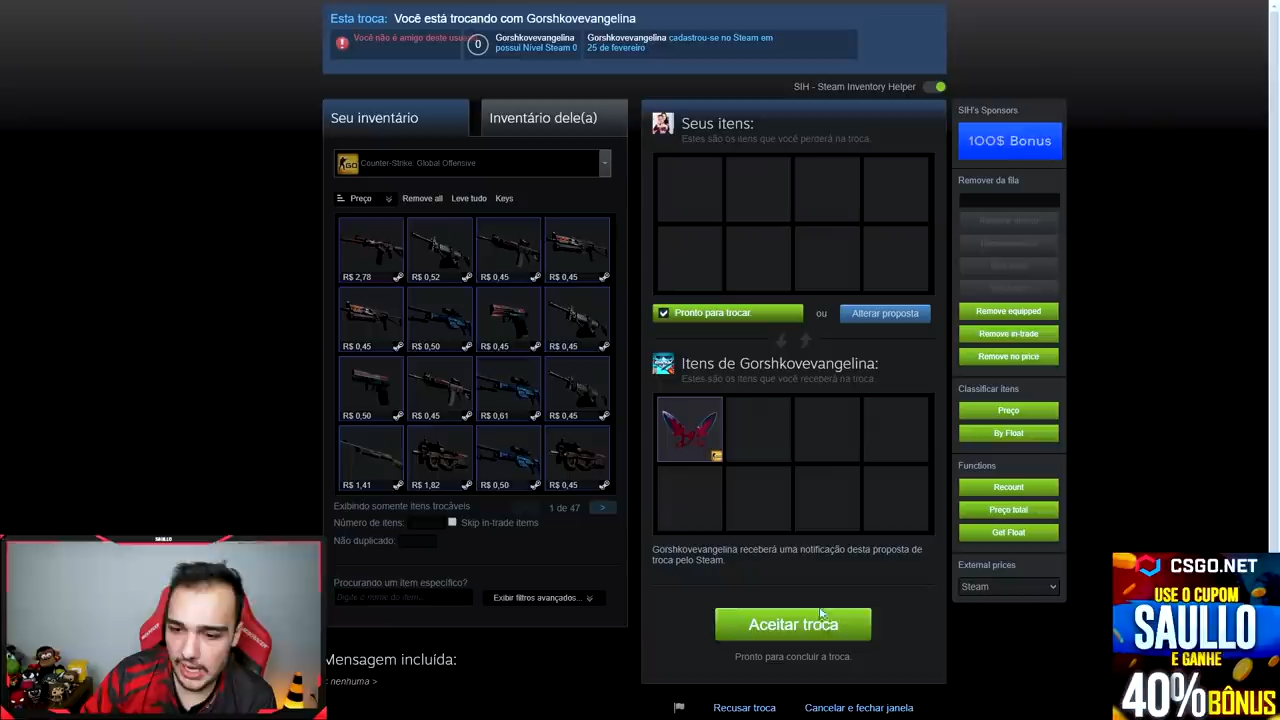 Esta troca: Você está trocando com Gorshkovevangelina
Você não é amigo deste
0
Gorshkovevangelina
possui Nível Steam 0
Gorshkovevangelina cadastrou-se no Steam em
25 de fevereiro
SIH - Steam Inventory Helper
Seu inventário
Inventário dele(a)
Counter-Strike: Global Offensive
Preço
Remove all
Leve tudo
Keys
R$ 2,78
R$ 0,52
R$ 0,45
R$ 0,45
R$ 0,45
R$ 0,50
R$ 0,45
R$ 0,45
R$ 0,50
R$ 0,45
R$ 0,61
R$ 0,45
R$ 1,41
R$ 1,82
R$ 0,50
R$ 0,45
Exibindo somente itens trocáveis
1 de 47
>
Número de itens:
Skip in-trade items
Não duplicado:
Procurando um item específico?
Digite o nome do item...
Exibir filtros avançados...
Mensagem incluída:
< nenhuma >
Seus itens:
Estes são os itens que você perderá na troca.
Pronto para trocar.
ou
Alterar proposta
Itens de Gorshkovevangelina:
Estes são os itens que você receberá na troca.
Gorshkovevangelina receberá uma notificação desta proposta de
troca pelo Steam.
Aceitar troca
Pronto para concluir a troca.
Recusar troca
Cancelar e fechar janela
SIH's Sponsors
100$ Bonus
Remover da fila
Remove equipped
Remove in-trade
Remove no price
Classificar itens
Preço
By Float
Functions
Recount
Preço total
Get Float
External prices
Steam
SAULLO
CSGO.NET
USE O CUPOM
SAULLO
E GANHE
40% BÔNUS